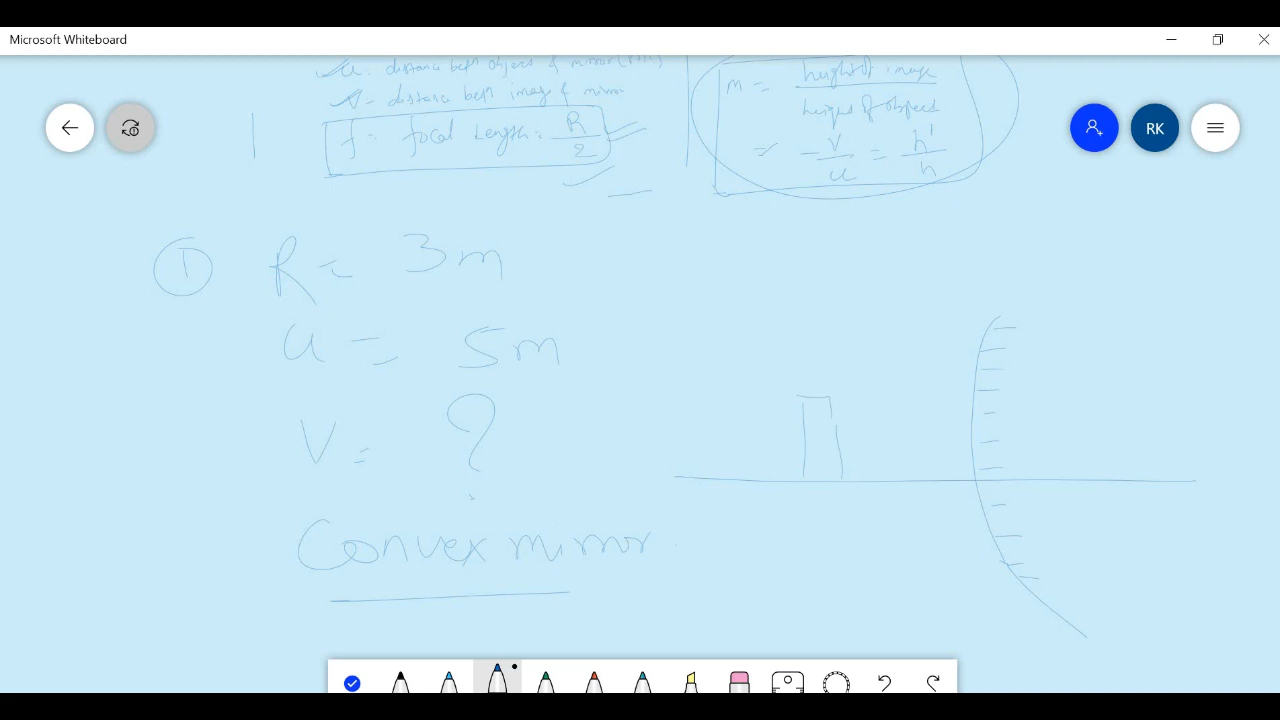 Microsoft Whiteboard
u = distance betn object & mirror
v = distance betn image & mirror
f = focal Length = R/2
m = height of image / height of object
= -v/u = h'/h
RK
① R = 3m
u = 5m
V = ?
Convex mirror